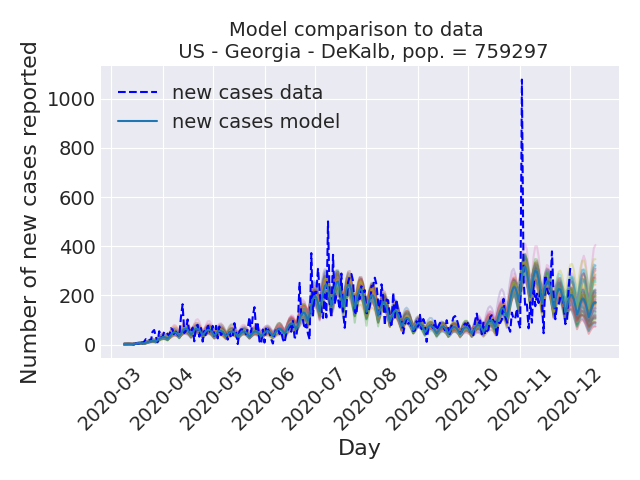 Model comparison to data
US - Georgia - DeKalb, pop. = 759297
Number of new cases reported
1000
800
600
400
200
0
new cases data
new cases model
2020-03
2020-04
2020-05
2020-06
2020-07
2020-08
2020-09
2020-10
2020-11
2020-12
Day